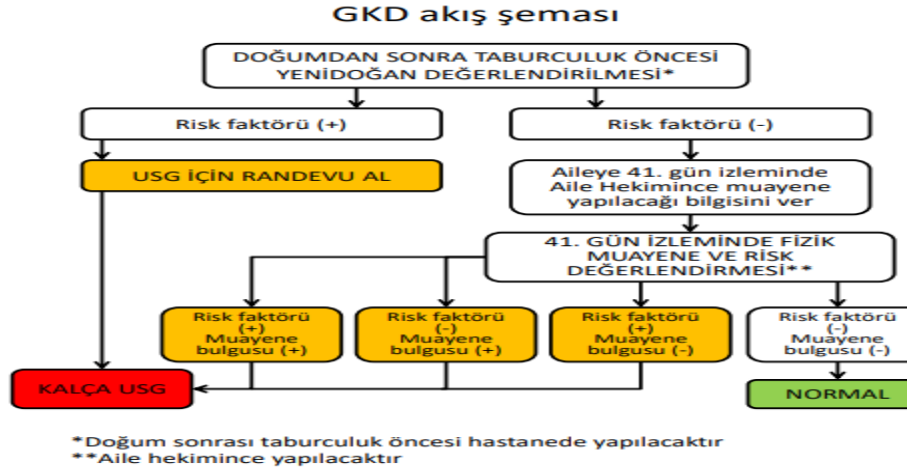 GKD akış şeması
DOĞUMDAN SONRA TABURCULUK ÖNCESİ
YENİDOĞAN DEĞERLENDİRİLMESİ*
Risk faktörü (+)
Risk faktörü (-)
USG İÇİN RANDEVU AL
Aileye 41. gün izleminde
Aile Hekimince muayene
yapılacağı bilgisini ver
41. GÜN İZLEMİNDE FİZİK
MUAYENE VE RİSK
DEĞERLENDİRMESİ**
Risk faktörü
(+)
Muayene
bulgusu (+)
Risk faktörü
(-)
Muayene
bulgusu (+)
Risk faktörü
(+)
Muayene
bulgusu (-)
Risk faktörü
(-)
Muayene
bulgusu (-)
KALÇA USG
NORMAL
*Doğum sonrası taburculuk öncesi hastanede yapılacaktır
**Aile hekimince yapılacaktır